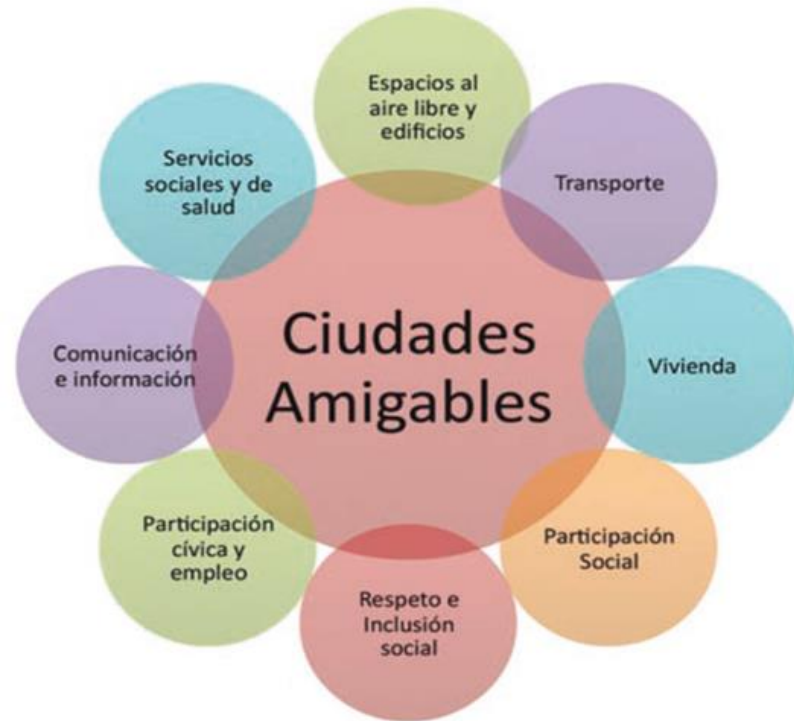 Espacios al
aire libre y
edificios
Transporte
Vivienda
Participación
Social
Respeto e
Inclusión
social
Participación
cívica y
empleo
Comunicación
e información
Servicios
sociales y de
salud
Ciudades
Amigables